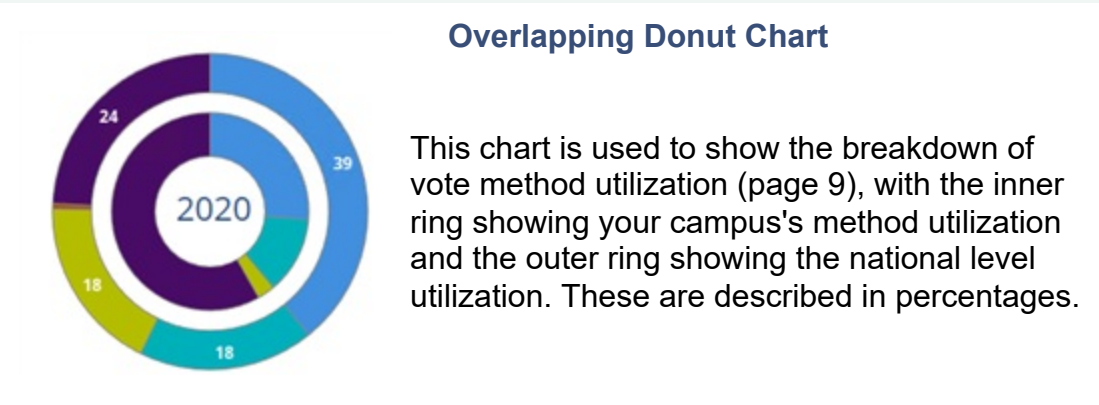 Overlapping Donut Chart
24
39
2020
18
18
This chart is used to show the breakdown of
vote method utilization (page 9), with the inner
ring showing your campus's method utilization
and the outer ring showing the national level
utilization. These are described in percentages.